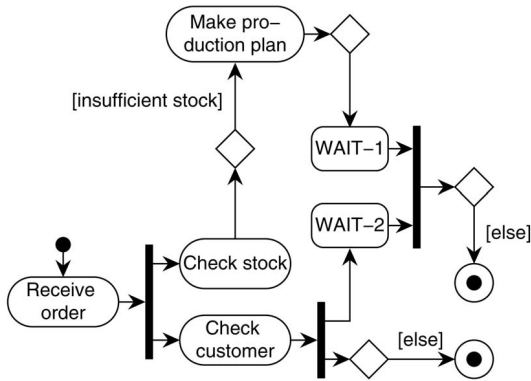 Make pro-
duction plan
[insufficient stock]
WAIT-1
WAIT-2
[else]
Check stock
Receive
order
Check
customer
[else]